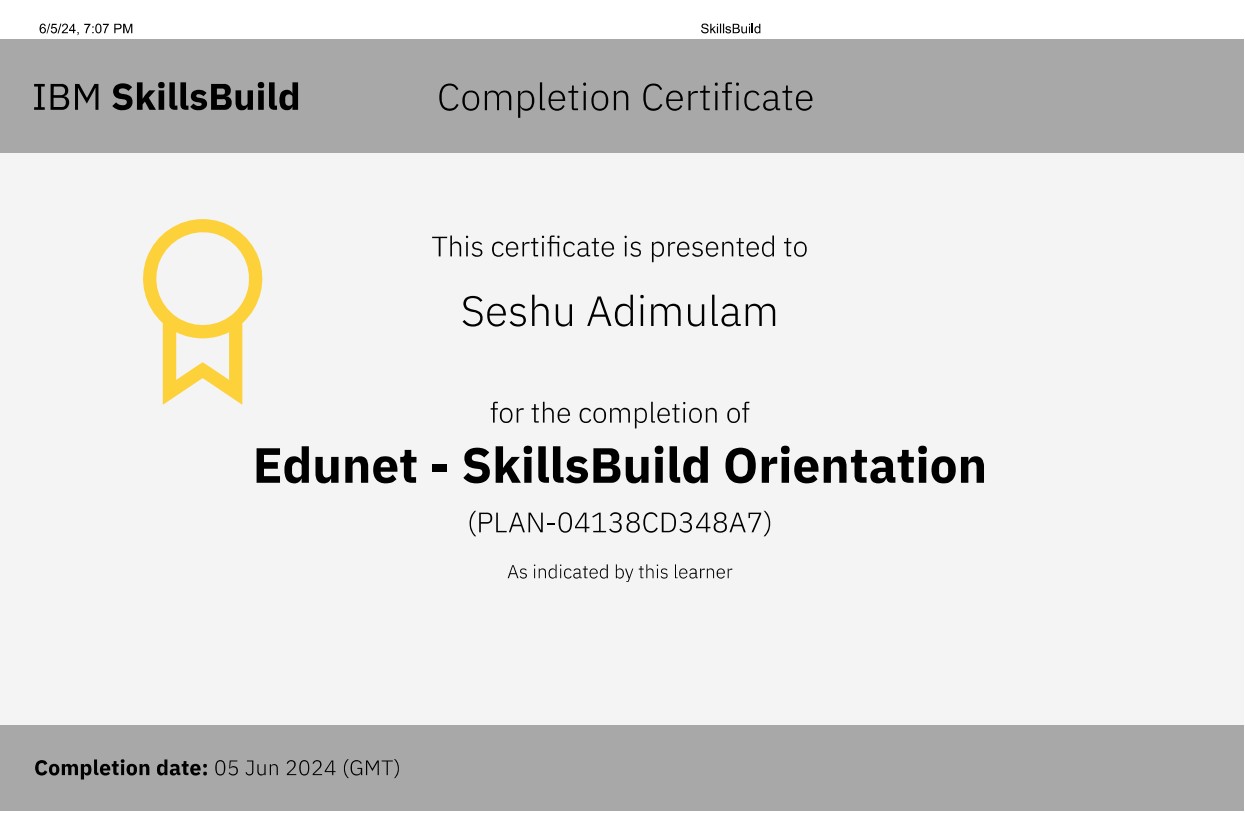 6/5/24, 7:07 PM SkillsBuild
IBM SkillsBuild Completion Certificate
This certificate is presented to
Seshu Adimulam
for the completion of
Edunet - SkillsBuild Orientation
(PLAN-04138CD348A7)
As indicated by this learner
Completion date: 05 Jun 2024 (GMT)